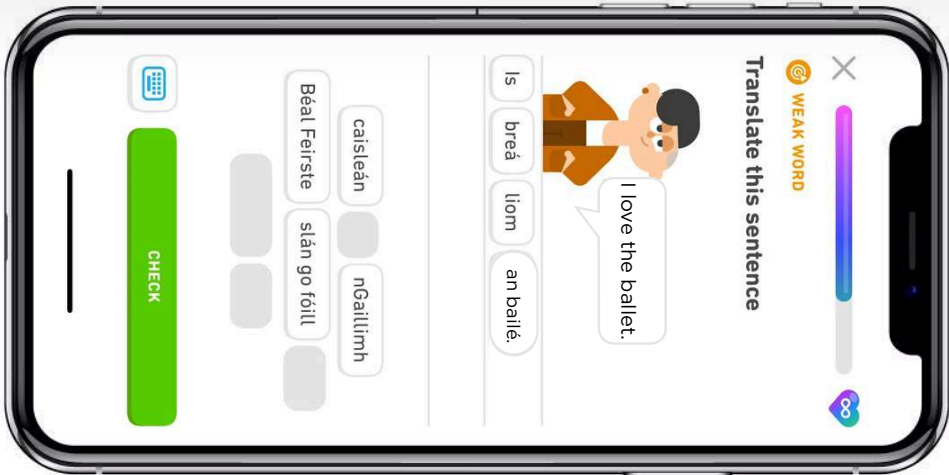 WEAK WORD
Translate this sentence
I love the ballet.
Is breá liom an bailé.
caisleán nGaillimh
Béal Feirste slán go fóill
CHECK